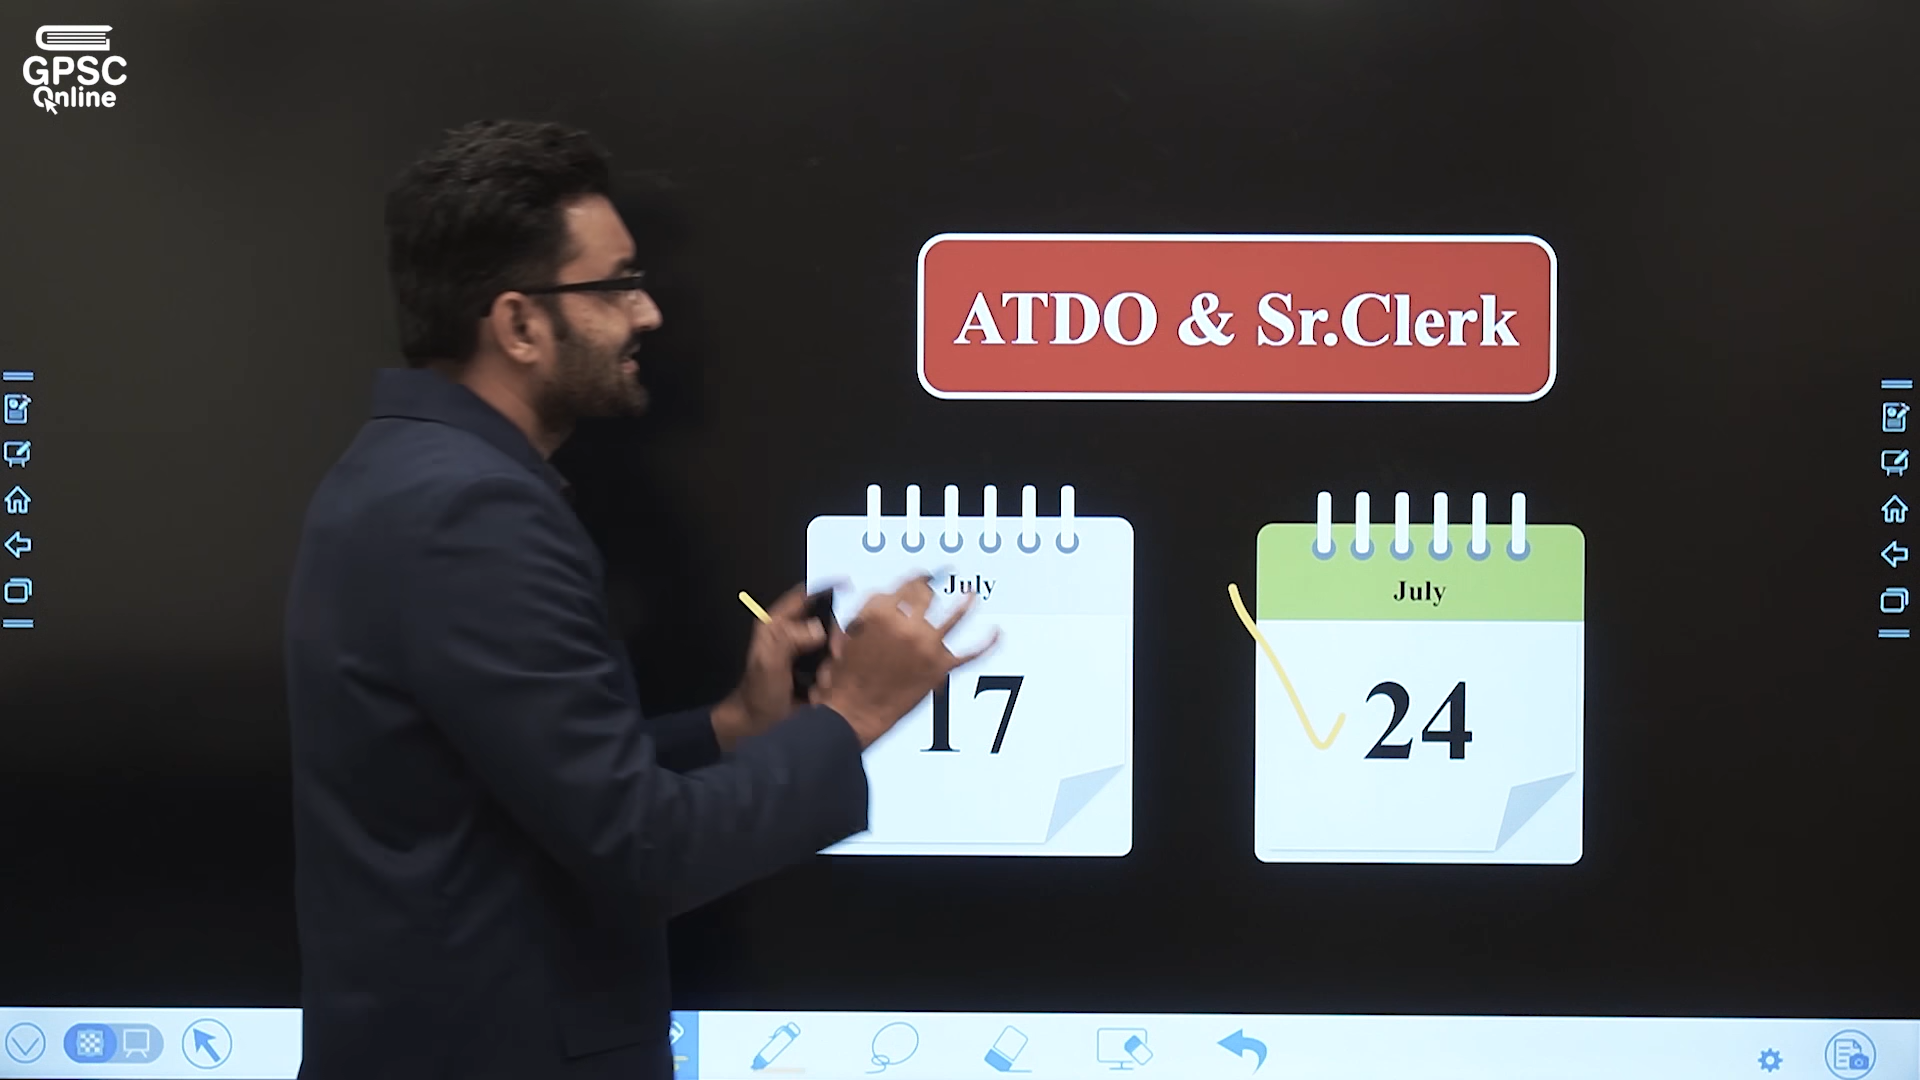 GPSC
Online
ATDO & Sr.Clerk
July
17
July
24